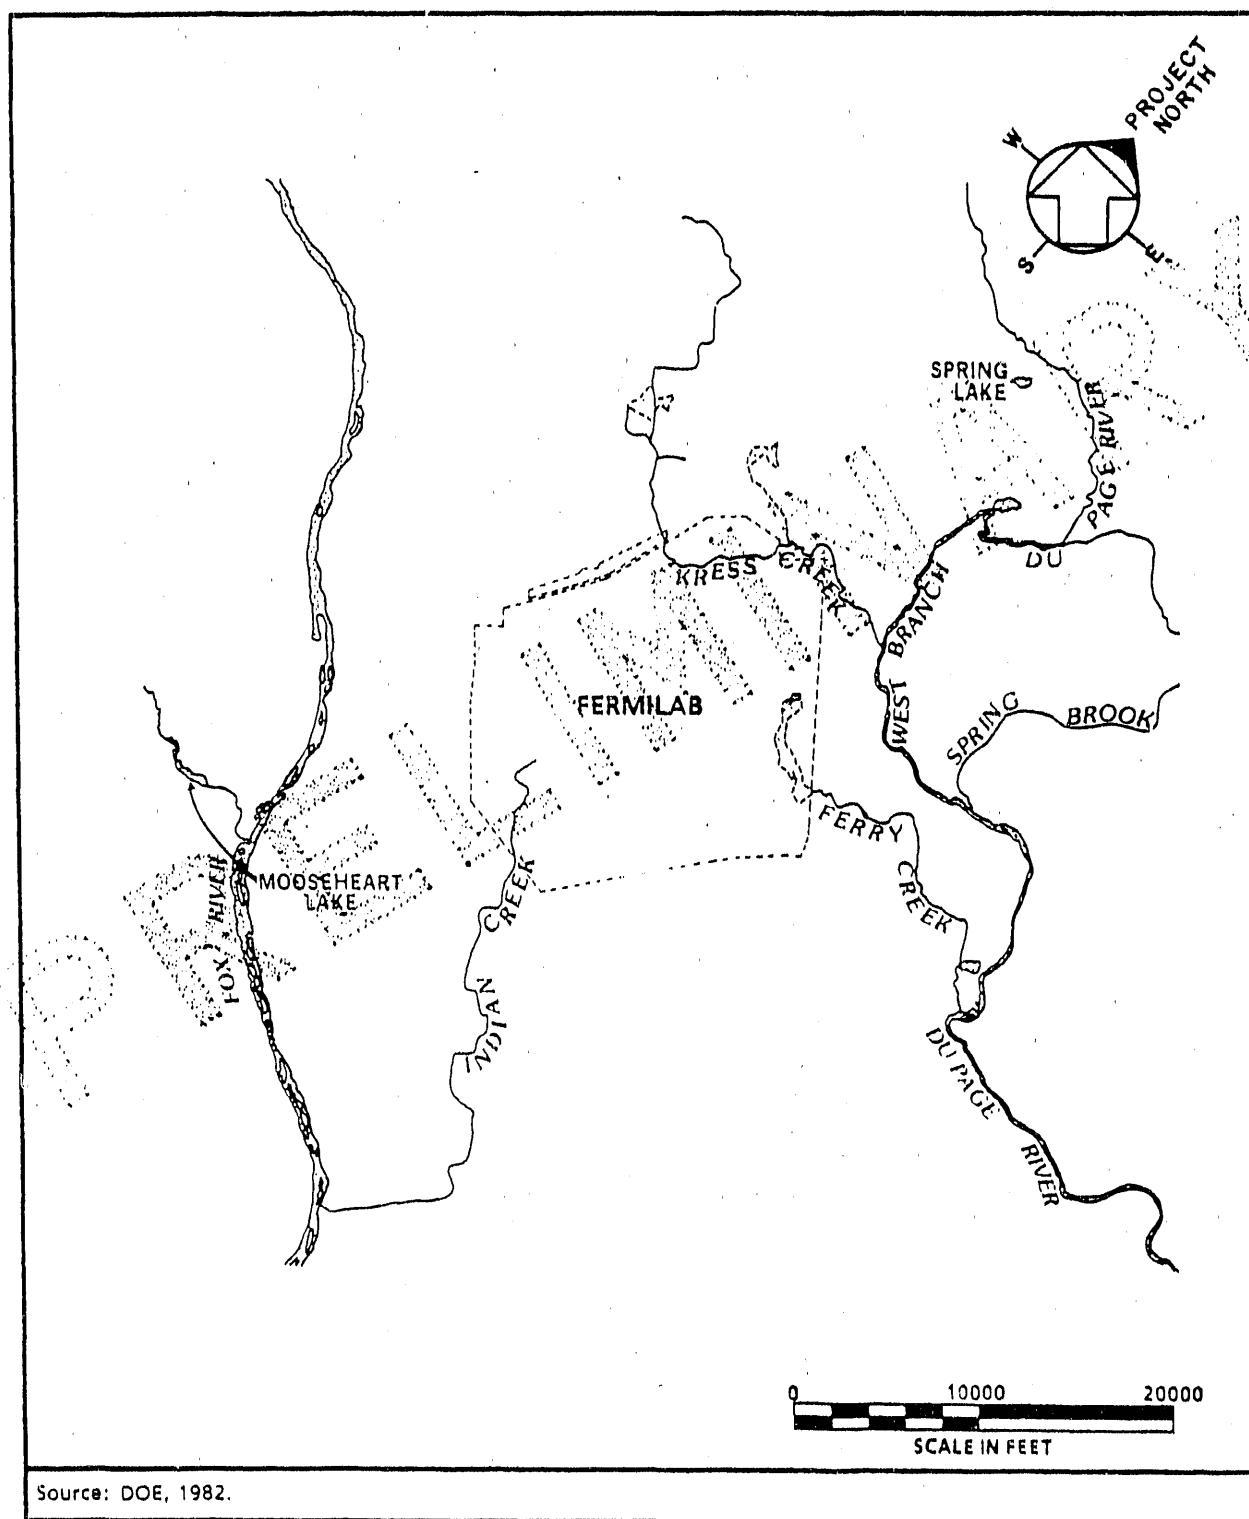 PROJECT
NORTH
W
S
E
SPRING
LAKE
PAGE RIVER
DU
KRESS CREEK
WEST BRANCH
FERMILAB
SPRING BROOK
FERRY CREEK
MOOSEHEART
LAKE
FOX RIVER
INDIAN CREEK
DU PAGE RIVER
PRELIMINARY
0 10000 20000
SCALE IN FEET
Source: DOE, 1982.